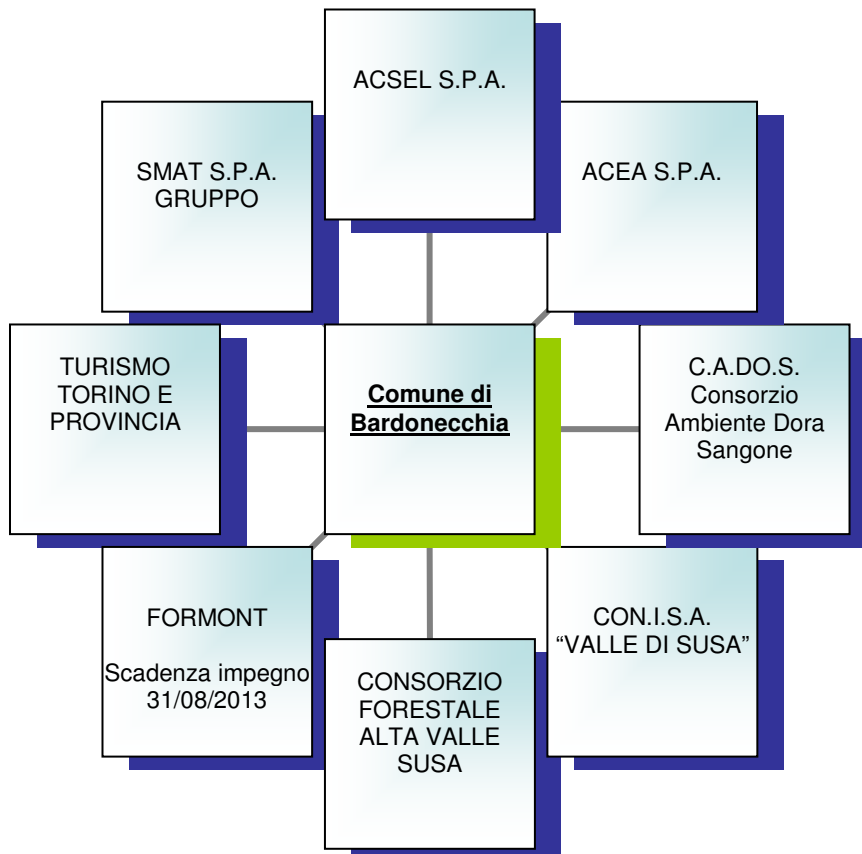 ACSEL S.P.A.
SMAT S.P.A.
GRUPPO
ACEA S.P.A.
TURISMO
TORINO E
PROVINCIA
Comune di
Bardonecchia
C.A.DO.S.
Consorzio
Ambiente Dora
Sangone
FORMONT
Scadenza impegno
31/08/2013
CONSORZIO
FORESTALE
ALTA VALLE
SUSA
CON.I.S.A.
“VALLE DI SUSA”